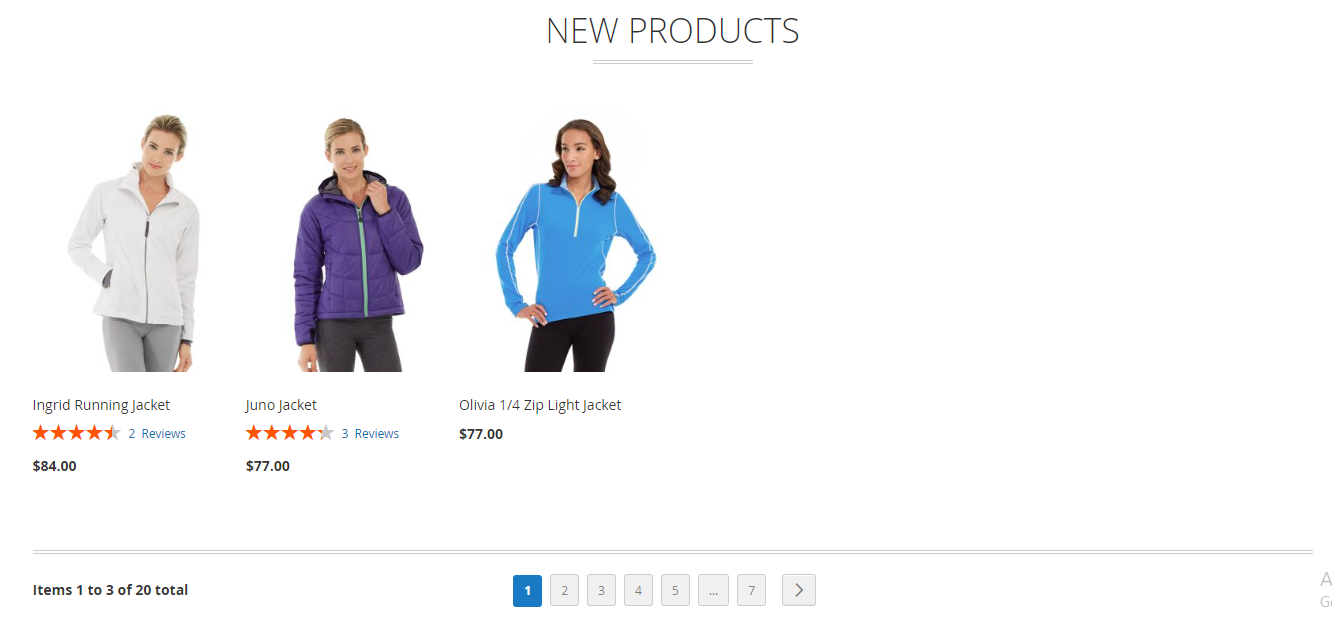 NEW PRODUCTS
Ingrid Running Jacket
2 Reviews
$84.00
Juno Jacket
3 Reviews
$77.00
Olivia 1/4 Zip Light Jacket
$77.00
Items 1 to 3 of 20 total
1 2 3 4 5 ... 7